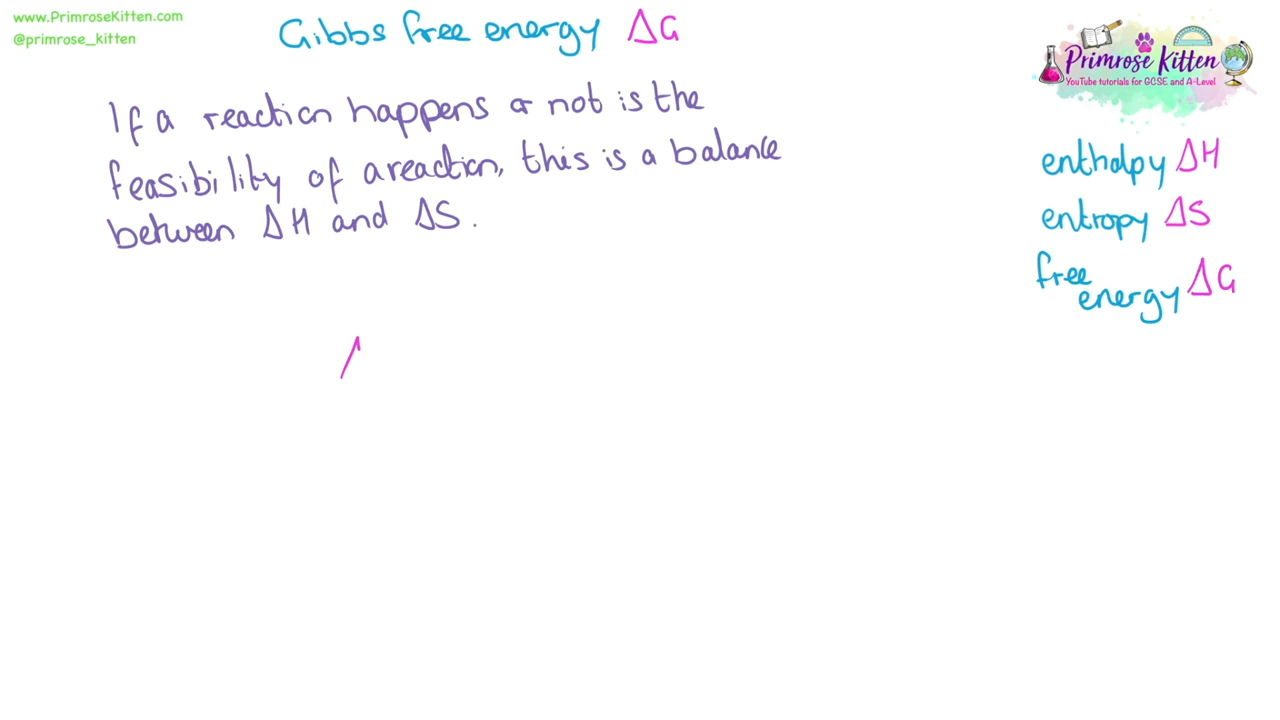 www.PrimroseKitten.com
@primrose_kitten
Gibbs free energy ΔG
Primrose Kitten
YouTube tutorials for GCSE and A-Level
If a reaction happens or not is the
feasibility of a reaction, this is a balance
between ΔH and ΔS.
enthalpy ΔH
entropy ΔS
free
energy ΔG